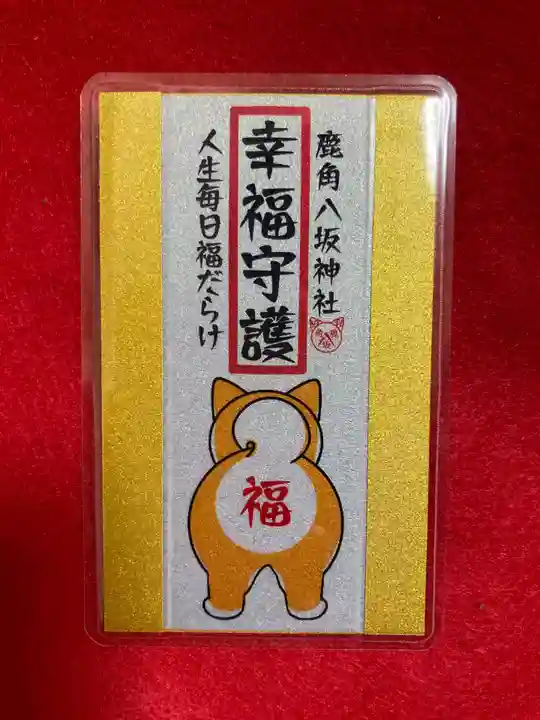 鹿角八坂神社
幸福守護
人生毎日福だらけ
福